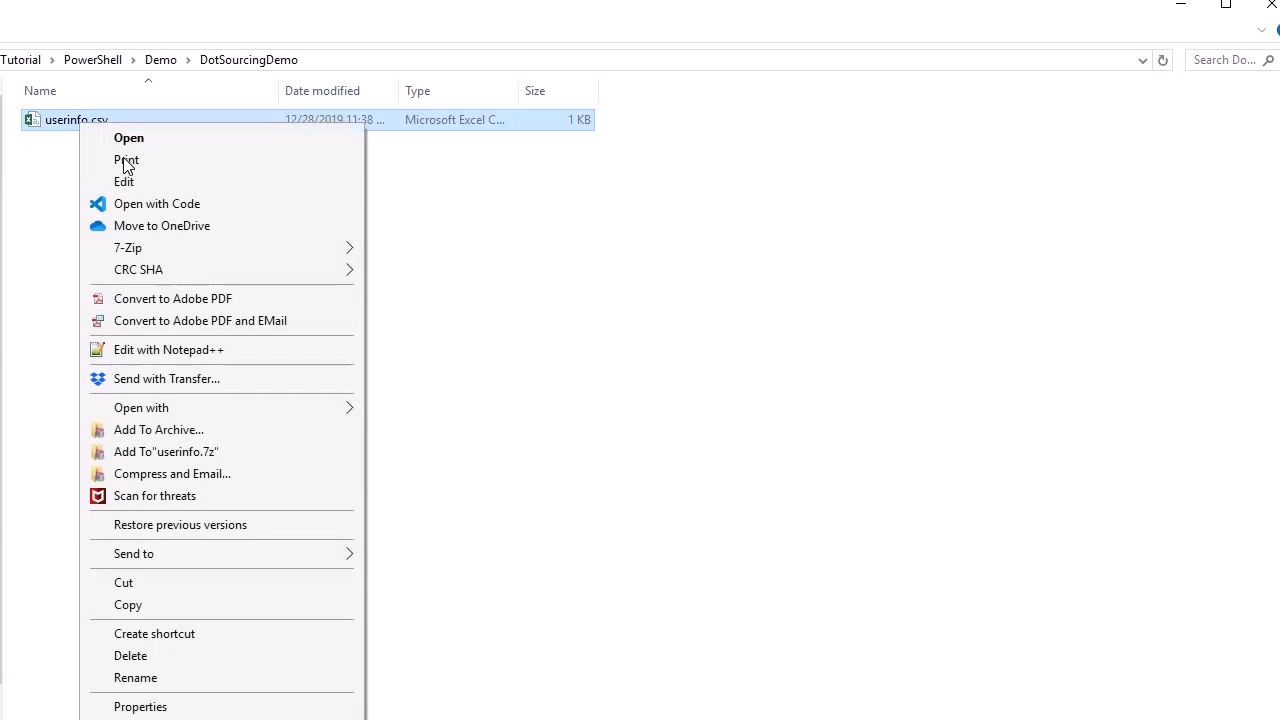 Tutorial > PowerShell > Demo > DotSourcingDemo
Search Do...
Name Date modified Type Size
userinfo.csv 12/28/2019 11:38 ... Microsoft Excel C... 1 KB
Open
Print
Edit
Open with Code
Move to OneDrive
7-Zip
CRC SHA
Convert to Adobe PDF
Convert to Adobe PDF and EMail
Edit with Notepad++
Send with Transfer...
Open with
Add To Archive...
Add To"userinfo.7z"
Compress and Email...
Scan for threats
Restore previous versions
Send to
Cut
Copy
Create shortcut
Delete
Rename
Properties